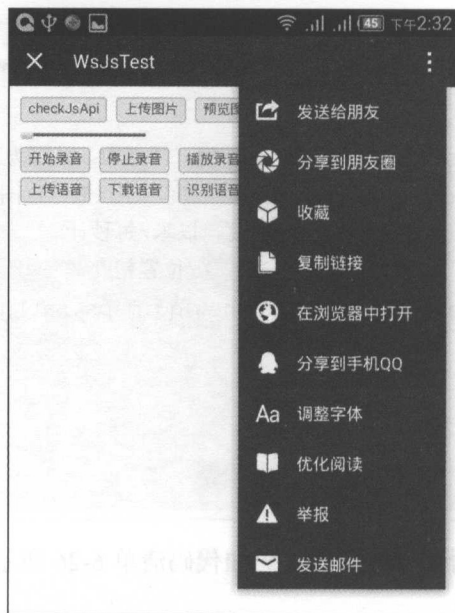 45 下午2:32
WsJsTest
checkJsApi 上传图片 预览图
开始录音 停止录音 播放录音
上传语音 下载语音 识别语音
发送给朋友
分享到朋友圈
收藏
复制链接
在浏览器中打开
分享到手机QQ
Aa 调整字体
优化阅读
举报
发送邮件